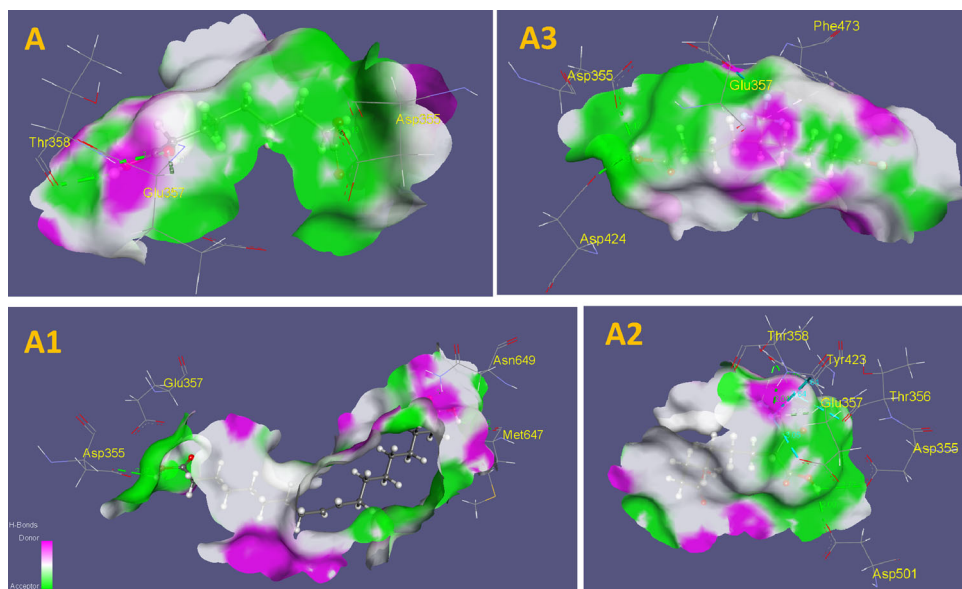 A
Thr358
Glu357
A3
Phe473
Asp355
Glu357
Asp424
A1
Asn649
Glu357
Met647
Asp355
H-Bonds
Donor
Acceptor
A2
Thr358
Tyr423
Glu357
Thr356
Asp355
Asp501